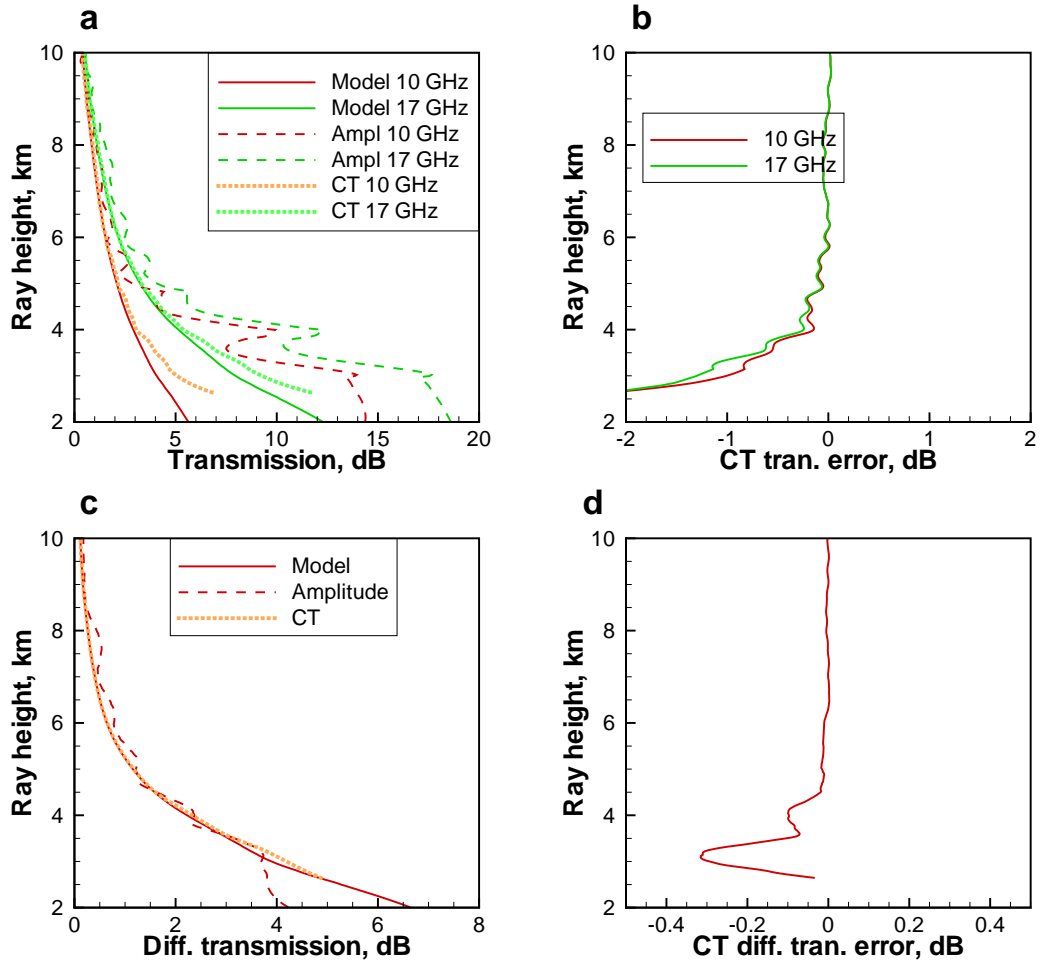 a
10
8
6
4
2
Ray height, km
Model 10 GHz
Model 17 GHz
Ampl 10 GHz
Ampl 17 GHz
CT 10 GHz
CT 17 GHz
0 5 10 15 20
Transmission, dB
b
10
8
6
4
2
Ray height, km
10 GHz
17 GHz
-2 -1 0 1 2
CT tran. error, dB
c
10
8
6
4
2
Ray height, km
Model
Amplitude
CT
0 2 4 6 8
Diff. transmission, dB
d
10
8
6
4
2
Ray height, km
-0.4 -0.2 0 0.2 0.4
CT diff. tran. error, dB